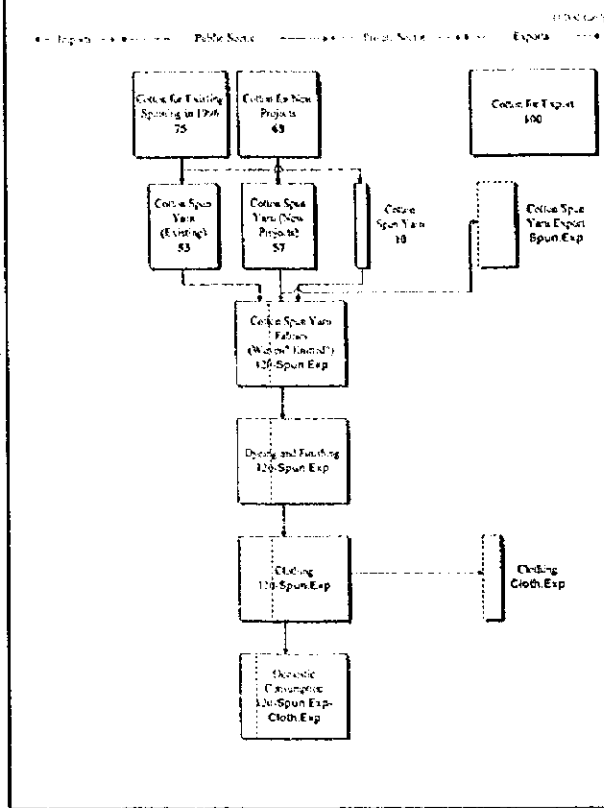 Imports Public Sector Private Sector Exports
Cotton for Existing
Spinning in 1996
75
Cotton for New
Projects
68
Cotton for Export
100
Cotton Spun
Yarn
(Existing)
53
Cotton Spun
Yarn (New
Projects)
57
Cotton
Spun Yarn
10
Cotton Spun
Yarn Export
Spun.Exp
Cotton Spun Yarn
Fabrics
120-Spun.Exp
Dyeing and Finishing
120-Spun.Exp
Clothing
120-Spun.Exp
Clothing
Cloth.Exp
Domestic
Consumption
120-Spun.Exp-
Cloth.Exp